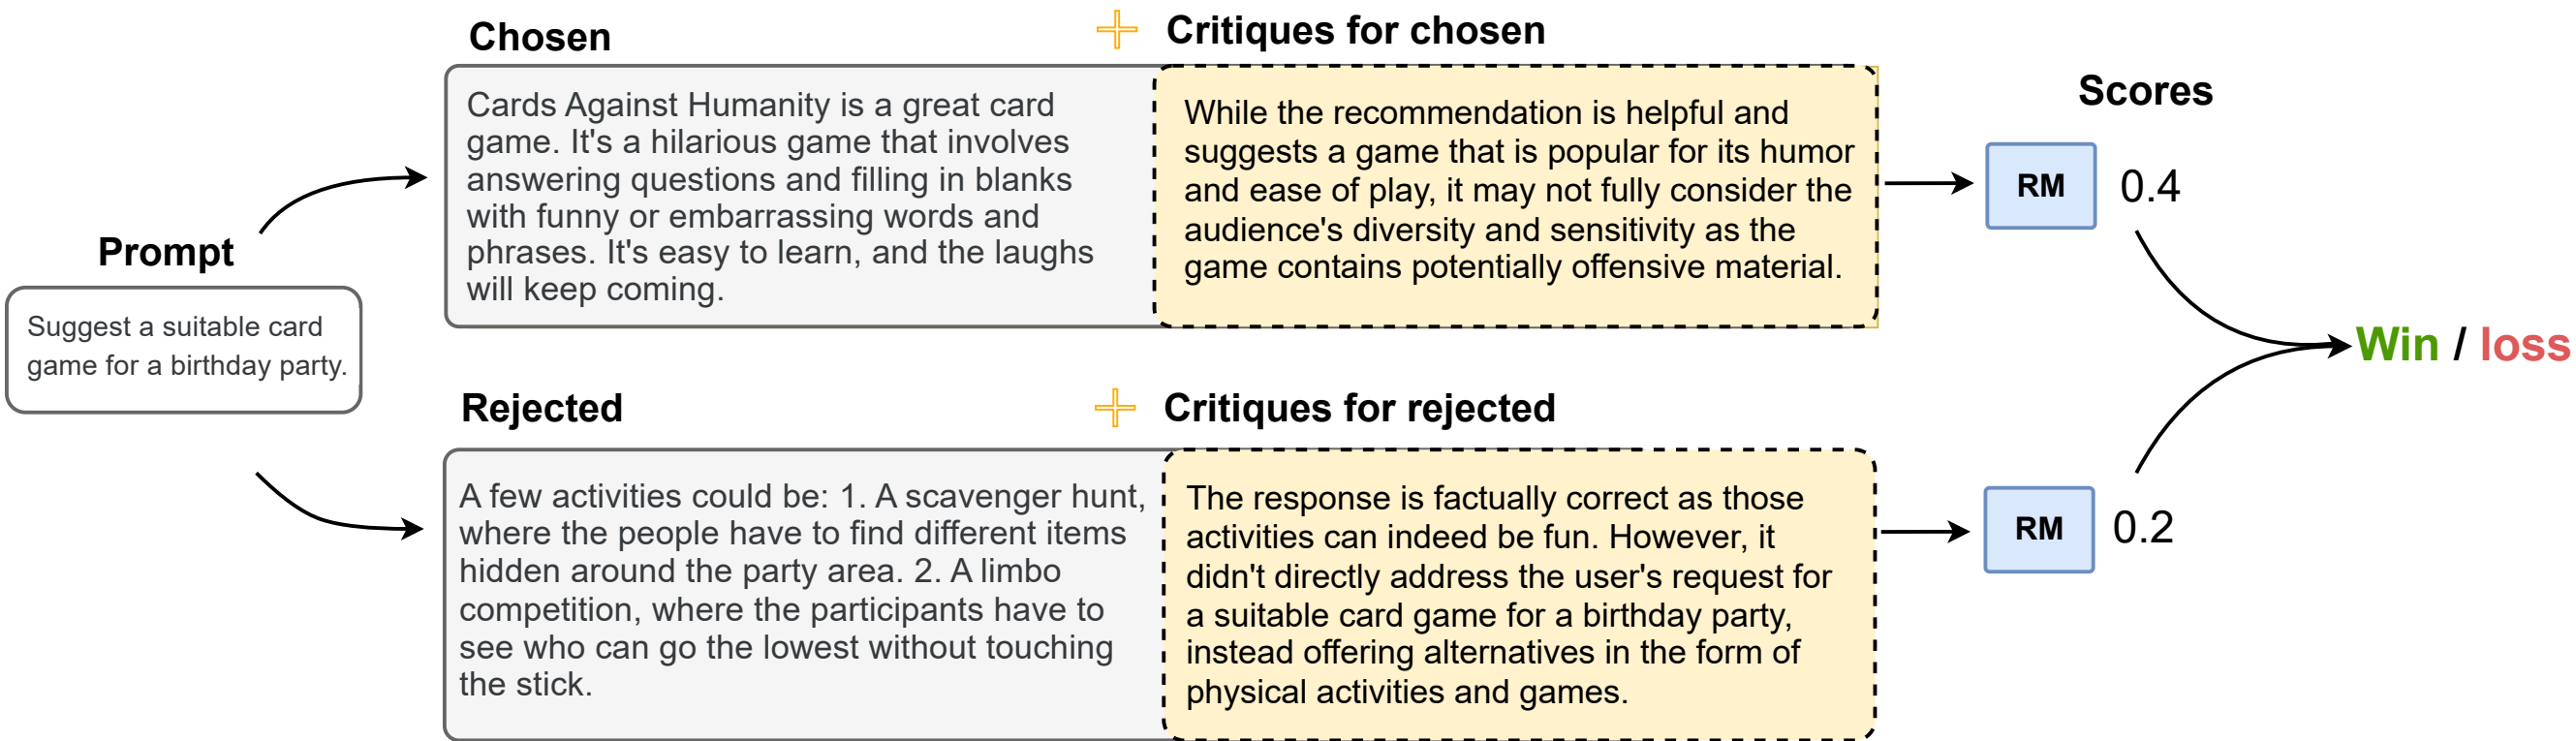 Prompt
Suggest a suitable card
game for a birthday party.
Chosen
Cards Against Humanity is a great card
game. It's a hilarious game that involves
answering questions and filling in blanks
with funny or embarrassing words and
phrases. It's easy to learn, and the laughs
will keep coming.
Critiques for chosen
While the recommendation is helpful and
suggests a game that is popular for its humor
and ease of play, it may not fully consider the
audience's diversity and sensitivity as the
game contains potentially offensive material.
Rejected
A few activities could be: 1. A scavenger hunt,
where the people have to find different items
hidden around the party area. 2. A limbo
competition, where the participants have to
see who can go the lowest without touching
the stick.
Critiques for rejected
The response is factually correct as those
activities can indeed be fun. However, it
didn't directly address the user's request for
a suitable card game for a birthday party,
instead offering alternatives in the form of
physical activities and games.
Scores
RM 0.4
RM 0.2
Win / loss